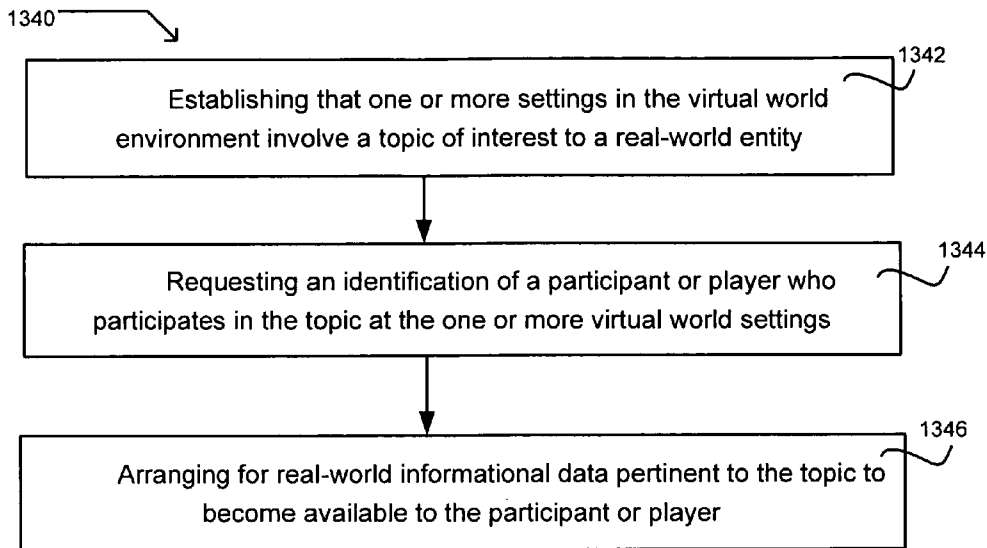 1340
1342
Establishing that one or more settings in the virtual world
environment involve a topic of interest to a real-world entity
1344
Requesting an identification of a participant or player who
participates in the topic at the one or more virtual world settings
1346
Arranging for real-world informational data pertinent to the topic to
become available to the participant or player